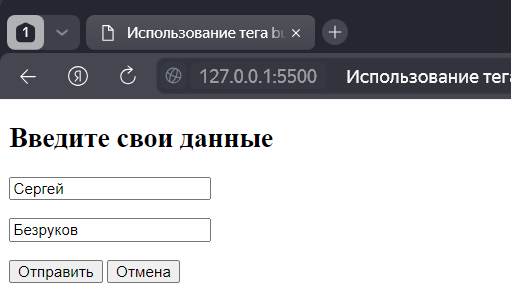 1
Использование тега bu
127.0.0.1:5500 Использование тега
Введите свои данные
Сергей
Безруков
Отправить Отмена